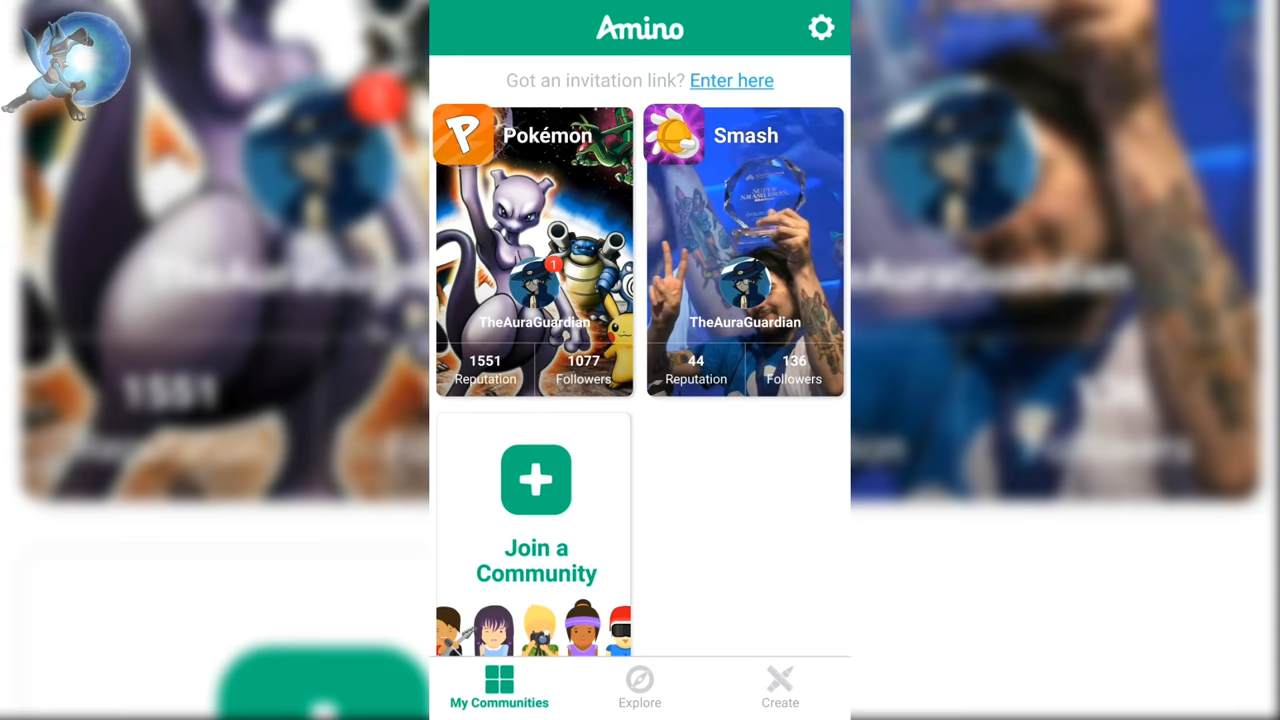 Amino
Got an invitation link? Enter here
Pokémon
Smash
1
TheAuraGuardian
TheAuraGuardian
1551
1077
Reputation
Followers
44
136
Reputation
Followers
Join a
Community
My Communities
Explore
Create